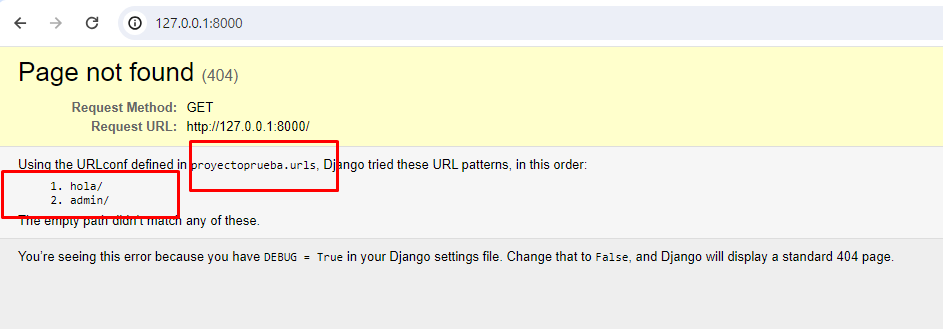 127.0.0.1:8000
Page not found (404)
Request Method: GET
Request URL: http://127.0.0.1:8000/
Using the URLconf defined in proyectoprueba.urls, Django tried these URL patterns, in this order:
1. hola/
2. admin/
The empty path didn't match any of these.
You're seeing this error because you have DEBUG = True in your Django settings file. Change that to False, and Django will display a standard 404 page.